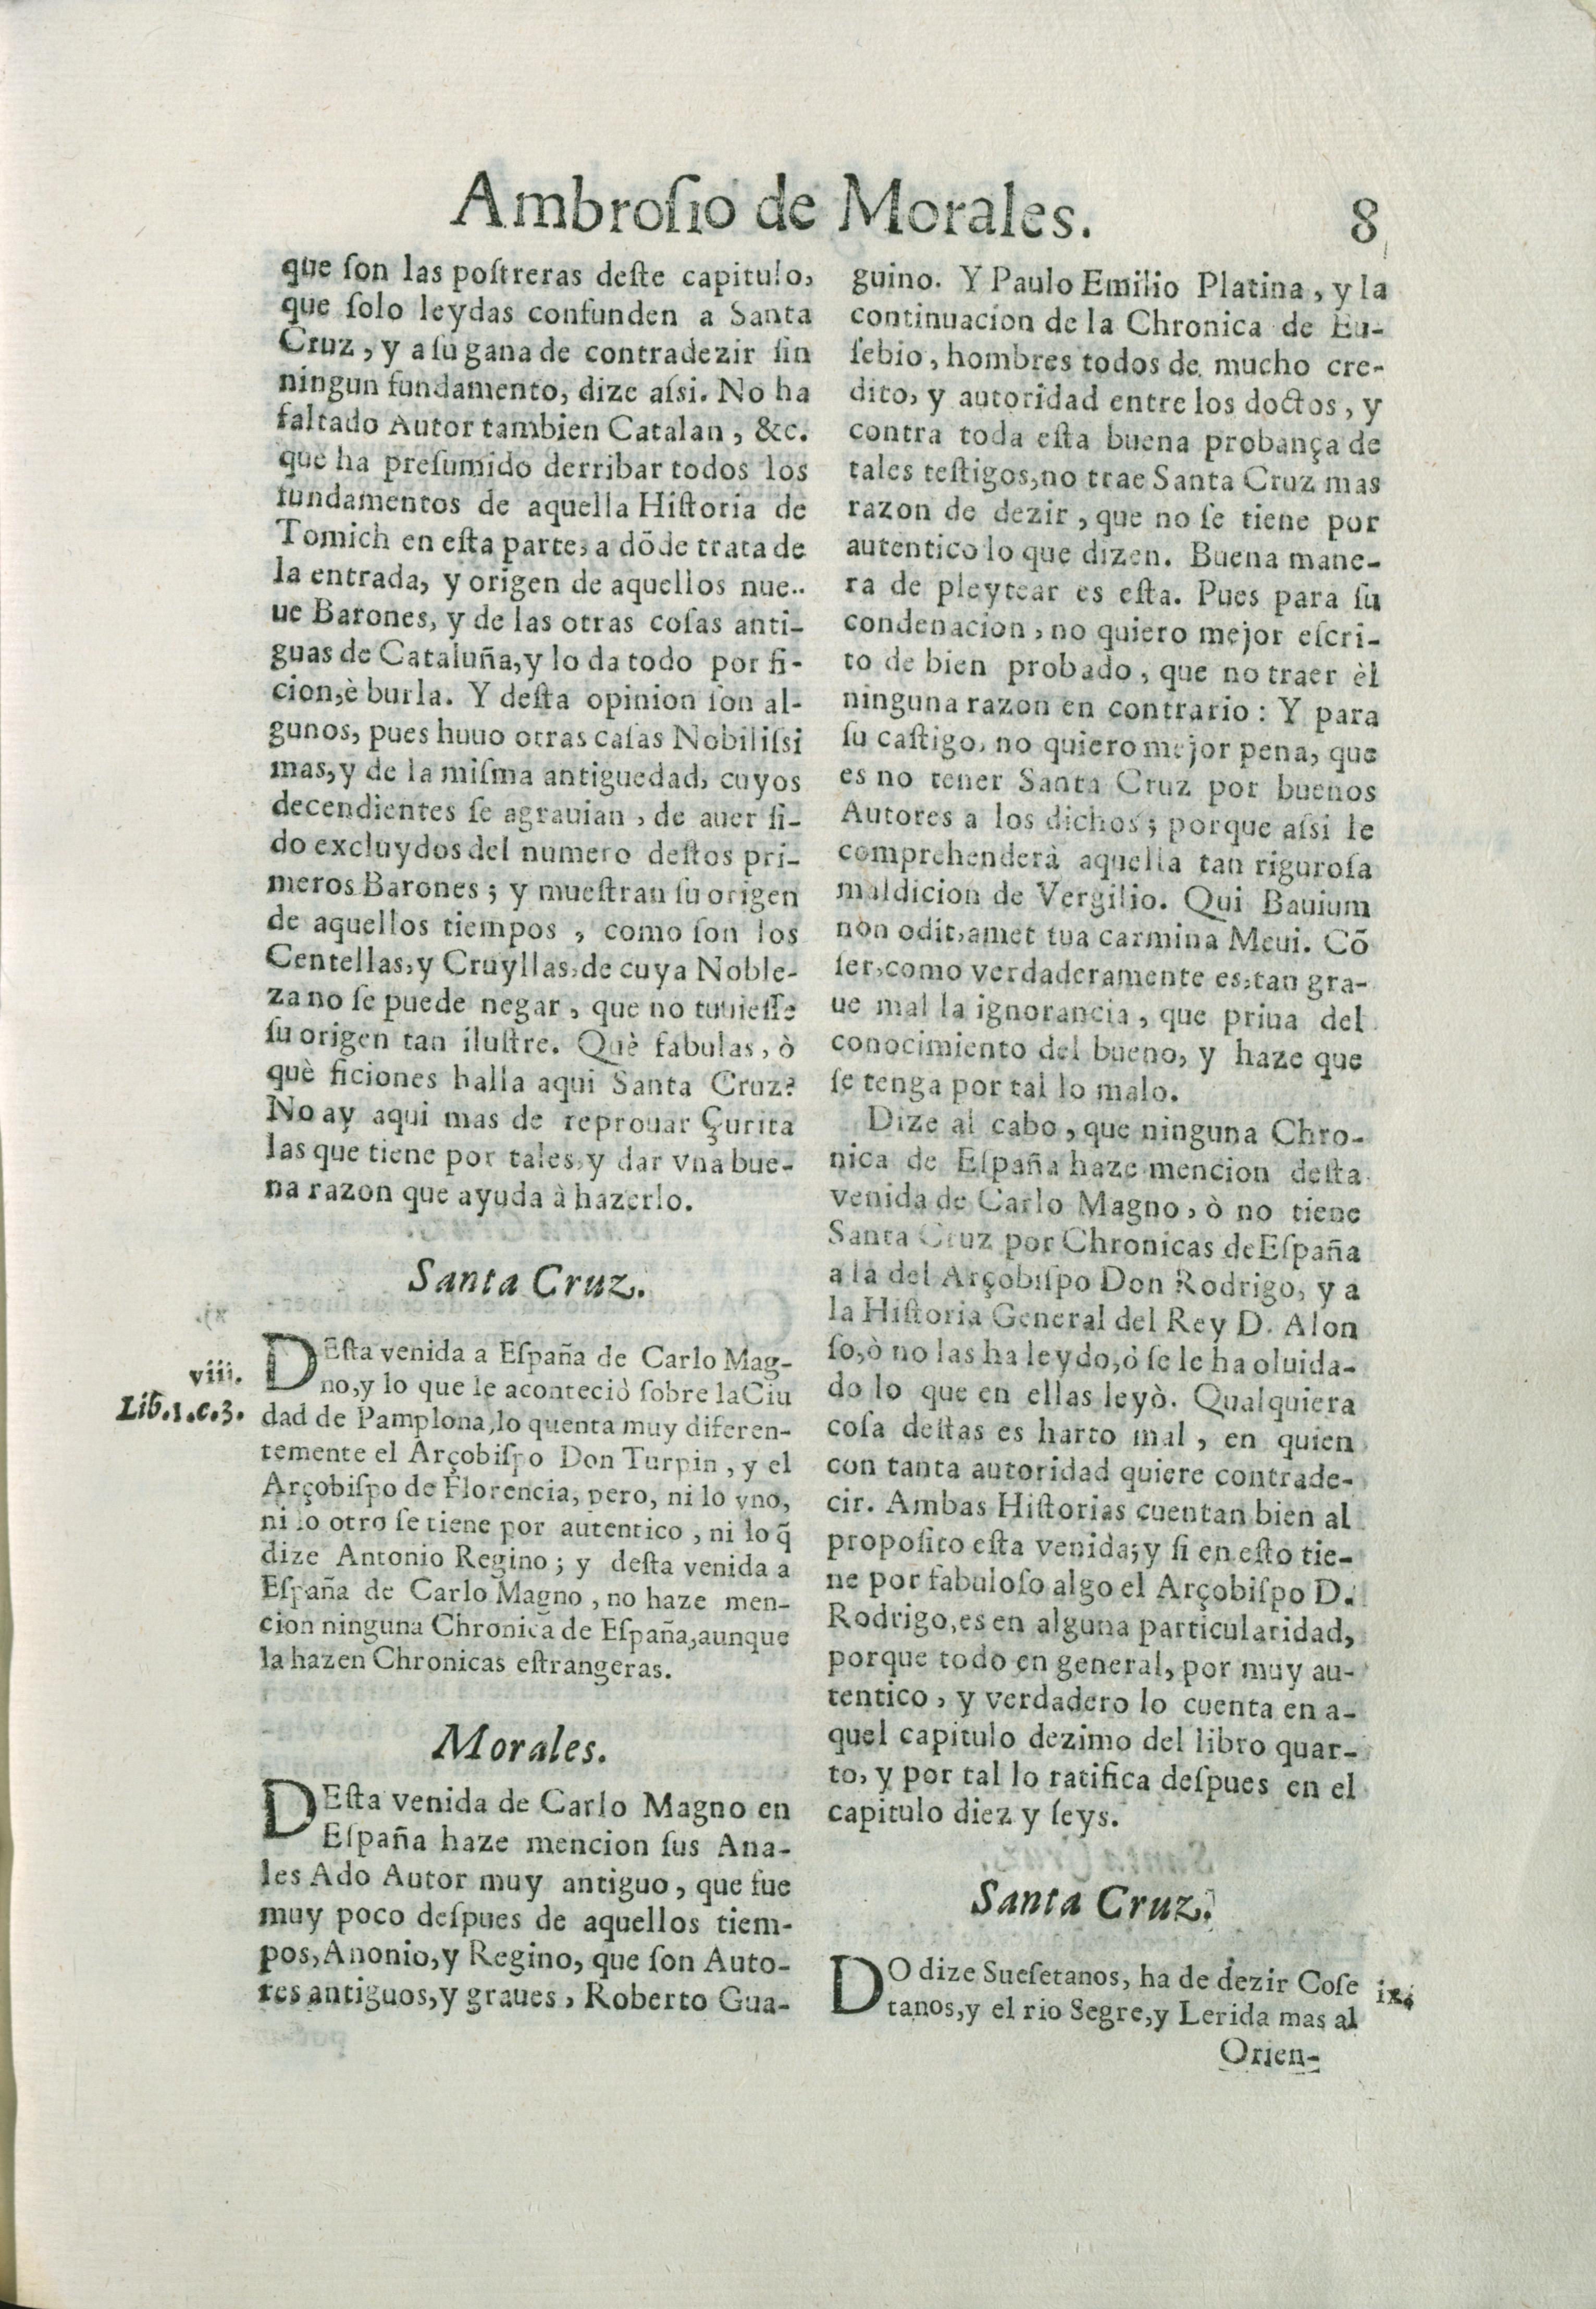 Ambroſio de Morales.
8
que ſon las poſtreras deſte capitulo,
que ſolo leydas confunden a Santa
Cruz, y a ſu gana de contradezir ſin
ningun fundamento, dize aſsi. No ha
faltado Autor tambien Catalan, &c.
que ha preſumido derribar todos los
fundamentos de aquella Hiſtoria de
Tomich en eſta parte, a dõde trata de
la entrada, y origen de aquellos nue-
ue Barones, y de las otras coſas anti-
guas de Cataluña, y lo da todo por fi-
cion, è burla. Y deſta opinion ſon al-
gunos, pues huuo otras caſas Nobiliſsi
mas, y de la miſma antiguedad, cuyos
decendientes ſe agrauian, de auer ſi-
do excluydos del numero deſtos pri-
meros Barones; y mueſtran ſu origen
de aquellos tiempos, como ſon los
Centellas, y Cruyllas, de cuya Noble-
za no ſe puede negar, que no tuuieſſe
ſu origen tan iluſtre. Què fabulas, ò
què ficiones halla aqui Santa Cruz?
No ay aqui mas de reprouar Çurita
las que tiene por tales, y dar vna bue-
na razon que ayuda à hazerlo.
Santa Cruz.
viii.
Lib.1.c.3.
DEſta venida a Eſpaña de Carlo Mag-
no, y lo que le aconteciò ſobre la Ciu
dad de Pamplona, lo quenta muy diferen-
temente el Arçobiſpo Don Turpin, y el
Arçobiſpo de Florencia, pero, ni lo vno,
ni lo otro ſe tiene por autentico, ni lo q̃
dize Antonio Regino; y deſta venida a
Eſpaña de Carlo Magno, no haze men-
cion ninguna Chronica de Eſpaña, aunque
la hazen Chronicas eſtrangeras.
Morales.
DEſta venida de Carlo Magno en
Eſpaña haze mencion ſus Ana-
les Ado Autor muy antiguo, que fue
muy poco deſpues de aquellos tiem-
pos, Anonio, y Regino, que ſon Auto-
res antiguos, y graues, Roberto Gua-
guino. Y Paulo Emilio Platina, y la
continuacion de la Chronica de Eu-
ſebio, hombres todos de mucho cre-
dito, y autoridad entre los doctos, y
contra toda eſta buena probança de
tales teſtigos, no trae Santa Cruz mas
razon de dezir, que no ſe tiene por
autentico lo que dizen. Buena mane-
ra de pleytear es eſta. Pues para ſu
condenacion, no quiero mejor eſcri-
to de bien probado, que no traer èl
ninguna razon en contrario: Y para
ſu caſtigo, no quiero mejor pena, que
es no tener Santa Cruz por buenos
Autores a los dichos; porque aſsi le
comprehenderà aquella tan riguroſa
maldicion de Vergilio. Qui Bauium
non odit, amet tua carmina Meui. Cõ
ſer, como verdaderamente es, tan gra-
ue mal la ignorancia, que priua dèl
conocimiento del bueno, y haze que
ſe tenga por tal lo malo.
Dize al cabo, que ninguna Chro-
nica de Eſpaña haze mencion deſta
venida de Carlo Magno, ò no tiene
Santa Cruz por Chronicas de Eſpaña
a la del Arçobiſpo Don Rodrigo, y a
la Hiſtoria General del Rey D. Alon
ſo, ò no las ha leydo, ò ſe le ha oluida-
do lo que en ellas leyò. Qualquiera
coſa deſtas es harto mal, en quien
con tanta autoridad quiere contrade-
cir. Ambas Hiſtorias cuentan bien al
propoſito eſta venida; y ſi en eſto tie-
ne por fabuloſo algo el Arçobiſpo D.
Rodrigo, es en alguna particularidad,
porque todo en general, por muy au-
tentico, y verdadero lo cuenta en a-
quel capitulo dezimo del libro quar-
to, y por tal lo ratifica deſpues en el
capitulo diez y ſeys.
Santa Cruz.
DO dize Sueſetanos, ha de dezir Coſe
tanos, y el rio Segre, y Lerida mas al
ix.
Orien-